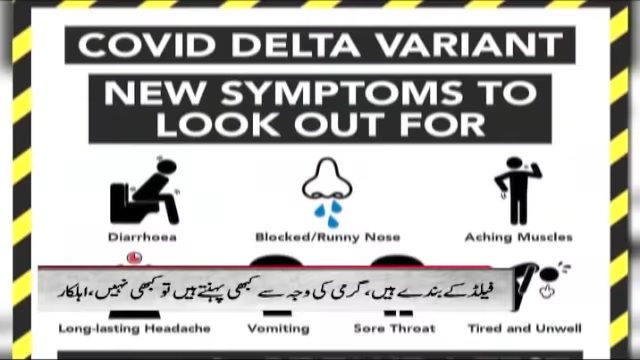 COVID DELTA VARIANT
NEW SYMPTOMS TO
LOOK OUT FOR
Diarrhoea
Blocked/Runny Nose
Aching Muscles
فیلڈ کے بندے ہیں، گرمی کی وجہ سے کبھی پہنتے ہیں تو کبھی نہیں، اہلکار
Long-lasting Headache
Vomiting
Sore Throat
Tired and Unwell